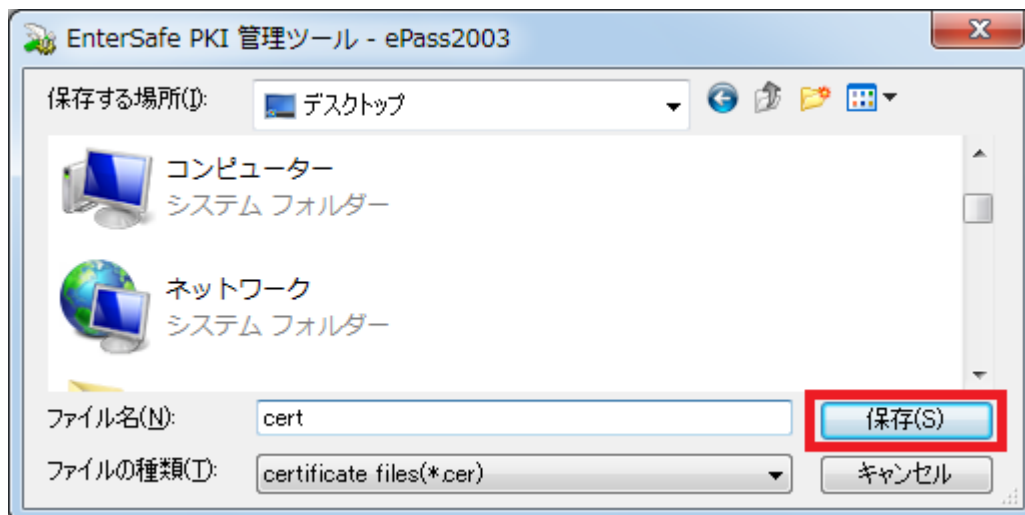 EnterSafe PKI 管理ツール - ePass2003
保存する場所(I):
デスクトップ
コンピューター
システム フォルダー
ネットワーク
システム フォルダー
ファイル名(N):
cert
保存(S)
ファイルの種類(T):
certificate files(*.cer)
キャンセル